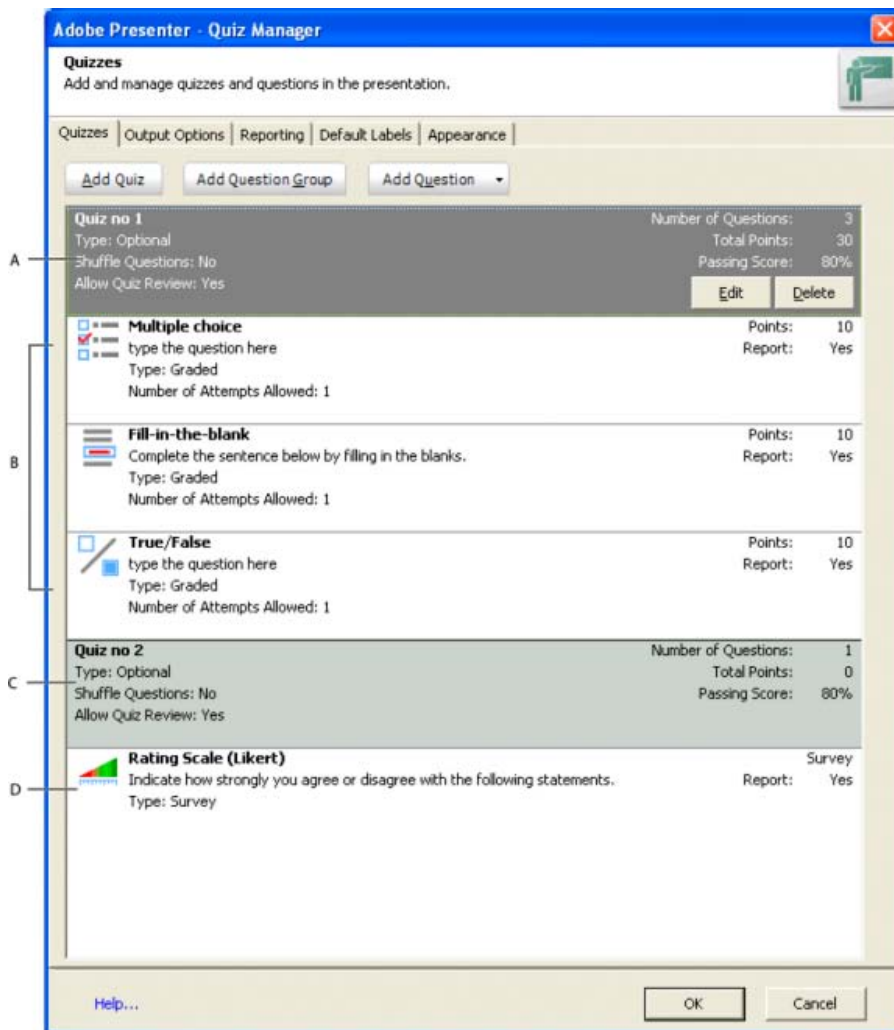 Adobe Presenter - Quiz Manager
Quizzes
Add and manage quizzes and questions in the presentation.
Quizzes Output Options Reporting Default Labels Appearance
Add Quiz Add Question Group Add Question
Quiz no 1 Number of Questions: 3
Type: Optional Total Points: 30
A Shuffle Questions: No Passing Score: 80%
Allow Quiz Review: Yes Edit Delete
Multiple choice Points: 10
type the question here Report: Yes
Type: Graded
Number of Attempts Allowed: 1
Fill-in-the-blank Points: 10
B Complete the sentence below by filling in the blanks. Report: Yes
Type: Graded
Number of Attempts Allowed: 1
True/False Points: 10
type the question here Report: Yes
Type: Graded
Number of Attempts Allowed: 1
Quiz no 2 Number of Questions: 1
C Type: Optional Total Points: 0
Shuffle Questions: No Passing Score: 80%
Allow Quiz Review: Yes
Rating Scale (Likert) Survey
D Indicate how strongly you agree or disagree with the following statements. Report: Yes
Type: Survey
Help... OK Cancel